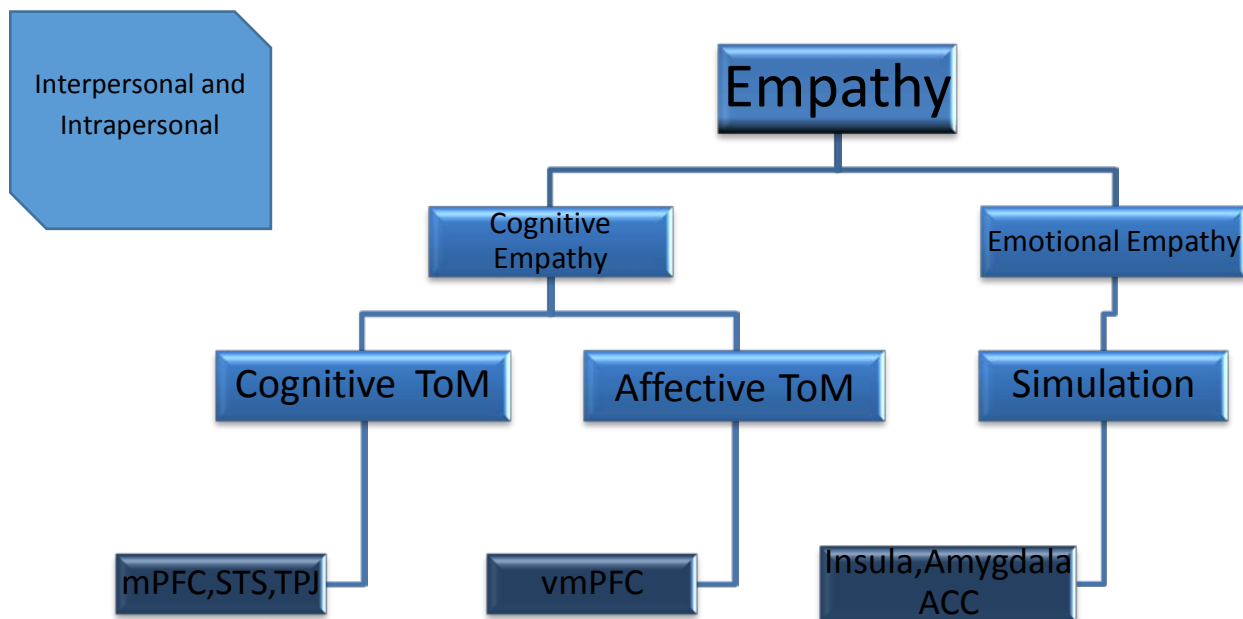 Interpersonal and
Intrapersonal
Empathy
Cognitive
Empathy
Emotional Empathy
Cognitive ToM
Affective ToM
Simulation
mPFC,STS,TPJ
vmPFC
Insula,Amygdala
ACC